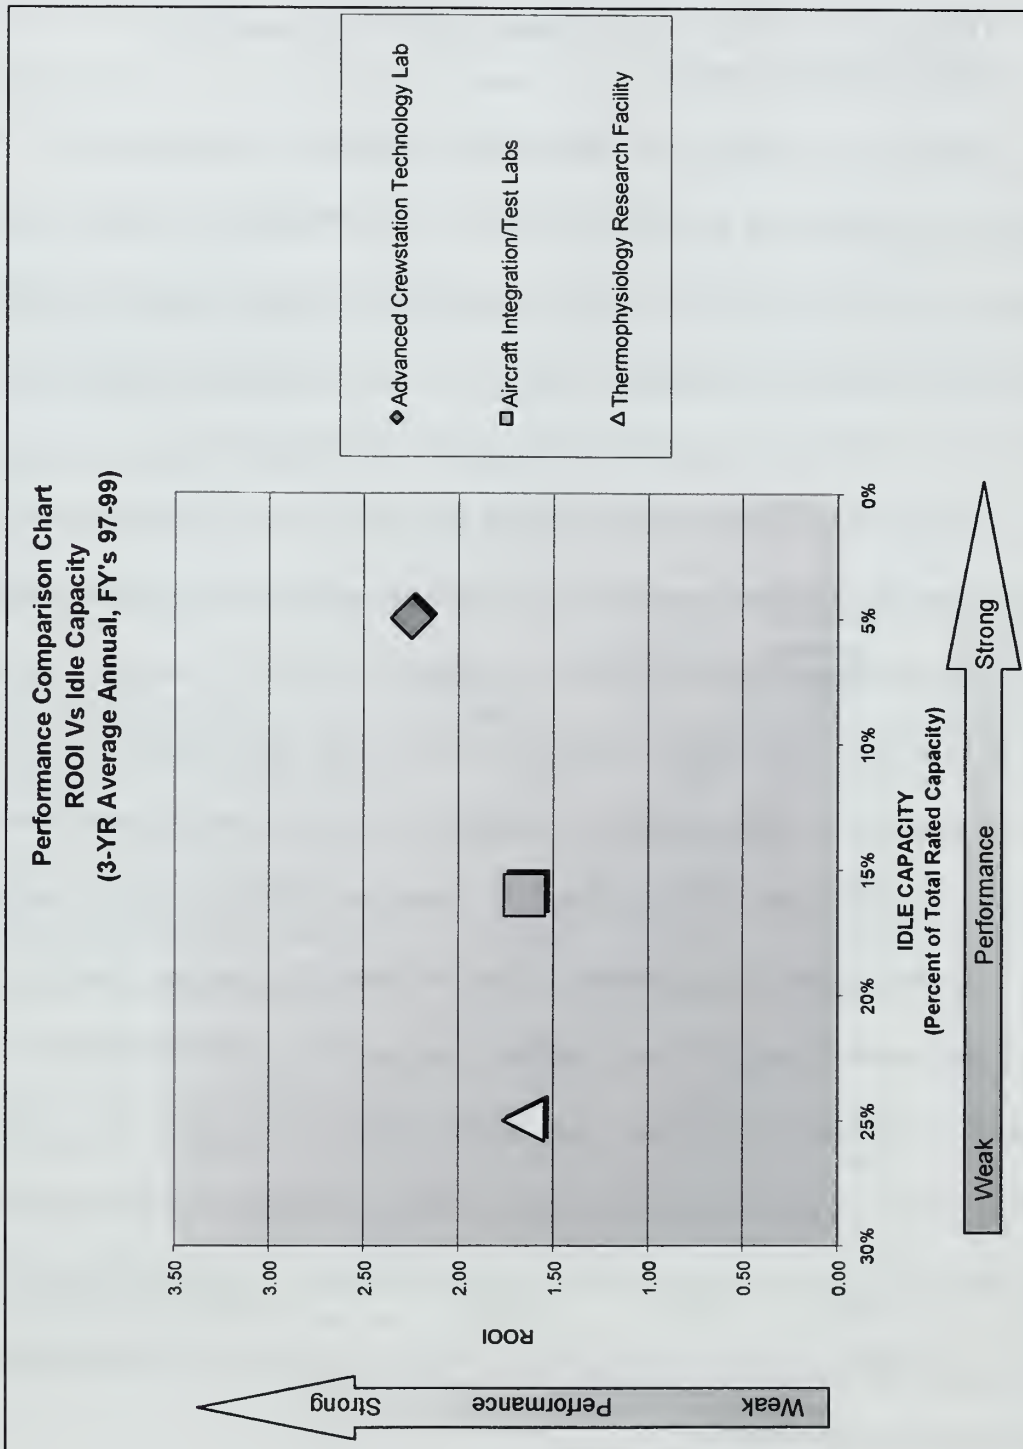 Performance Comparison Chart
ROOI Vs Idle Capacity
(3-YR Average Annual, FY's 97-99)
Strong
Performance
Weak
ROOI
3.50
3.00
2.50
2.00
1.50
1.00
0.50
0.00
30%
25%
20%
15%
10%
5%
0%
IDLE CAPACITY
(Percent of Total Rated Capacity)
Weak
Performance
Strong
Advanced Crewstation Technology Lab
Aircraft Integration/Test Labs
Thermophysiology Research Facility